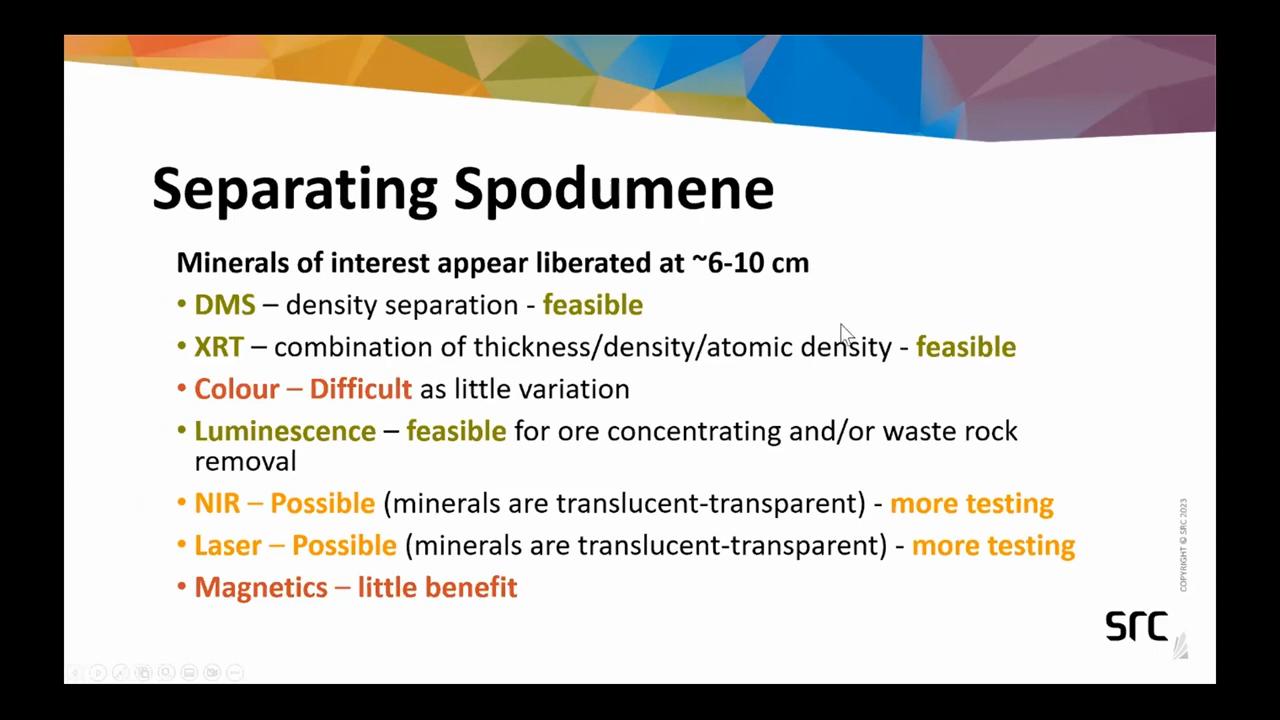 Separating Spodumene
Minerals of interest appear liberated at ~6-10 cm
• DMS – density separation - feasible
• XRT – combination of thickness/density/atomic density - feasible
• Colour – Difficult as little variation
• Luminescence – feasible for ore concentrating and/or waste rock
removal
• NIR – Possible (minerals are translucent-transparent) - more testing
• Laser – Possible (minerals are translucent-transparent) - more testing
• Magnetics – little benefit
COPYRIGHT © SRC 2023
src